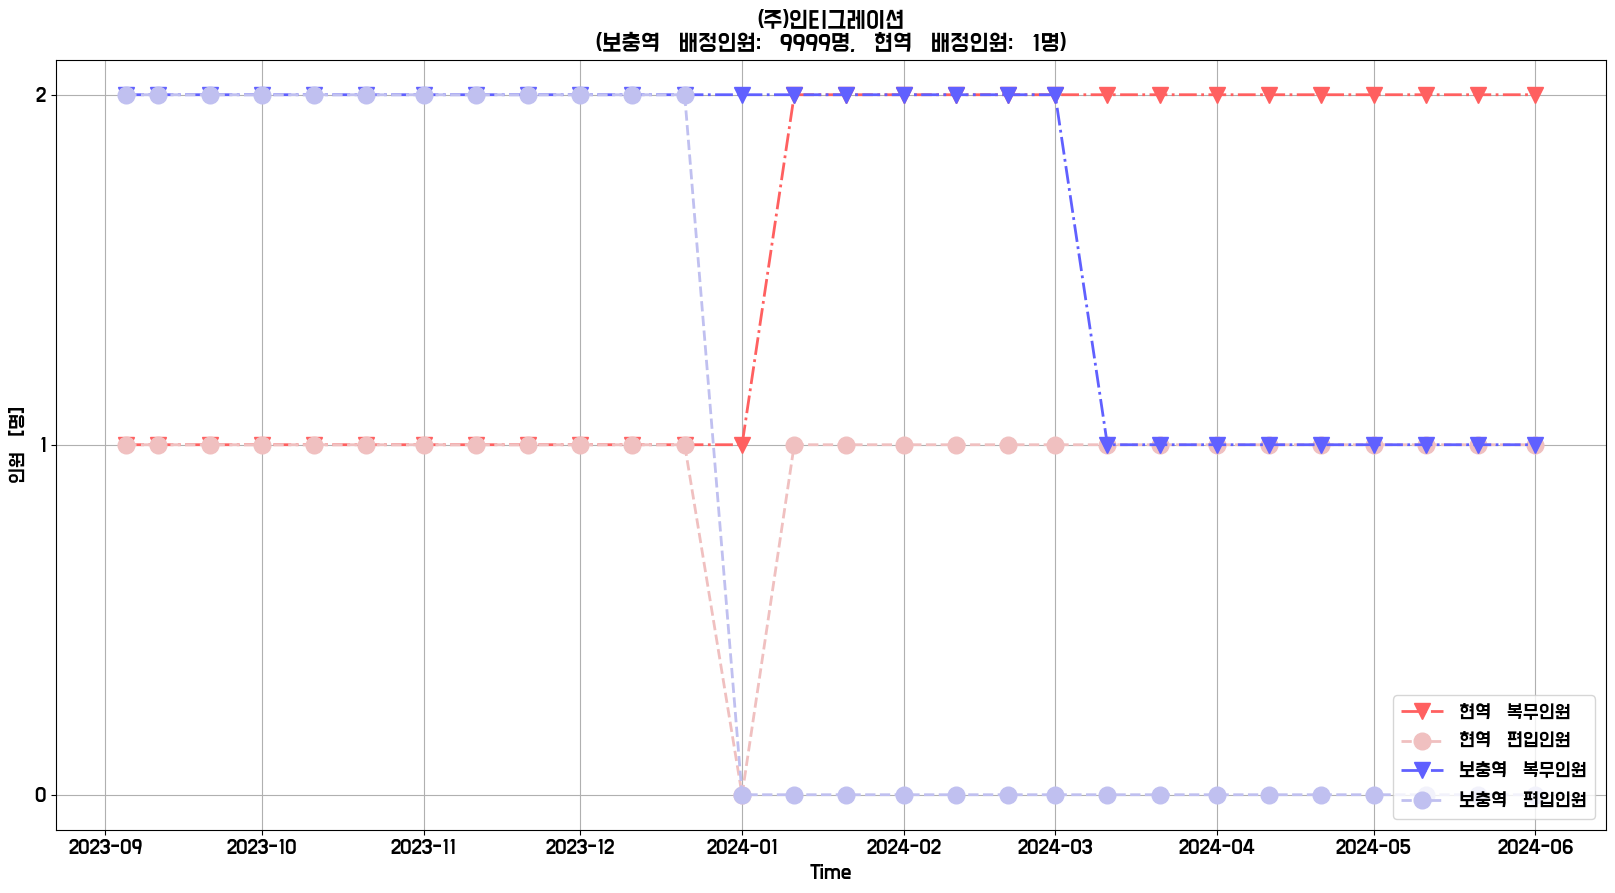 (주)인티그레이션
(보충역 배정인원: 9999명, 현역 배정인원: 1명)
2
1
0
인원 [명]
2023-09 2023-10 2023-11 2023-12 2024-01 2024-02 2024-03 2024-04 2024-05 2024-06
Time
현역 복무인원
현역 편입인원
보충역 복무인원
보충역 편입인원